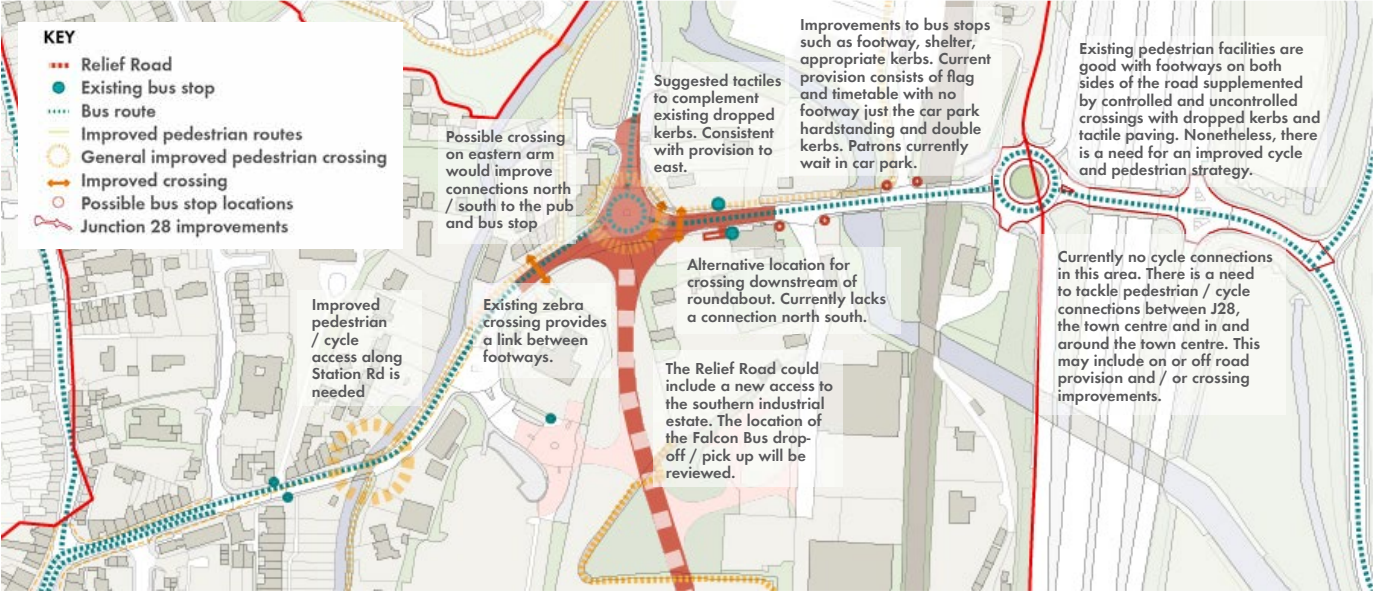 KEY
Relief Road
Existing bus stop
Bus route
Improved pedestrian routes
General improved pedestrian crossing
Improved crossing
Possible bus stop locations
Junction 28 improvements
Possible crossing
on eastern arm
would improve
connections north
/ south to the pub
and bus stop
Suggested tactiles
to complement
existing dropped
kerbs. Consistent
with provision to
east.
Improvements to bus stops
such as footway, shelter,
appropriate kerbs. Current
provision consists of flag
and timetable with no
footway just the car park
hardstanding and double
kerbs. Patrons currently
wait in car park.
Existing pedestrian facilities are
good with footways on both
sides of the road supplemented
by controlled and uncontrolled
crossings with dropped kerbs and
tactile paving. Nonetheless, there
is a need for an improved cycle
and pedestrian strategy.
Improved
pedestrian
/ cycle
access along
Station Rd is
needed
Existing zebra
crossing provides
a link between
footways.
Alternative location for
crossing downstream of
roundabout. Currently lacks
a connection north south.
The Relief Road could
include a new access to
the southern industrial
estate. The location of
the Falcon Bus drop-
off / pick up will be
reviewed.
Currently no cycle connections
in this area. There is a need
to tackle pedestrian / cycle
connections between J28,
the town centre and in and
around the town centre. This
may include on or off road
provision and / or crossing
improvements.